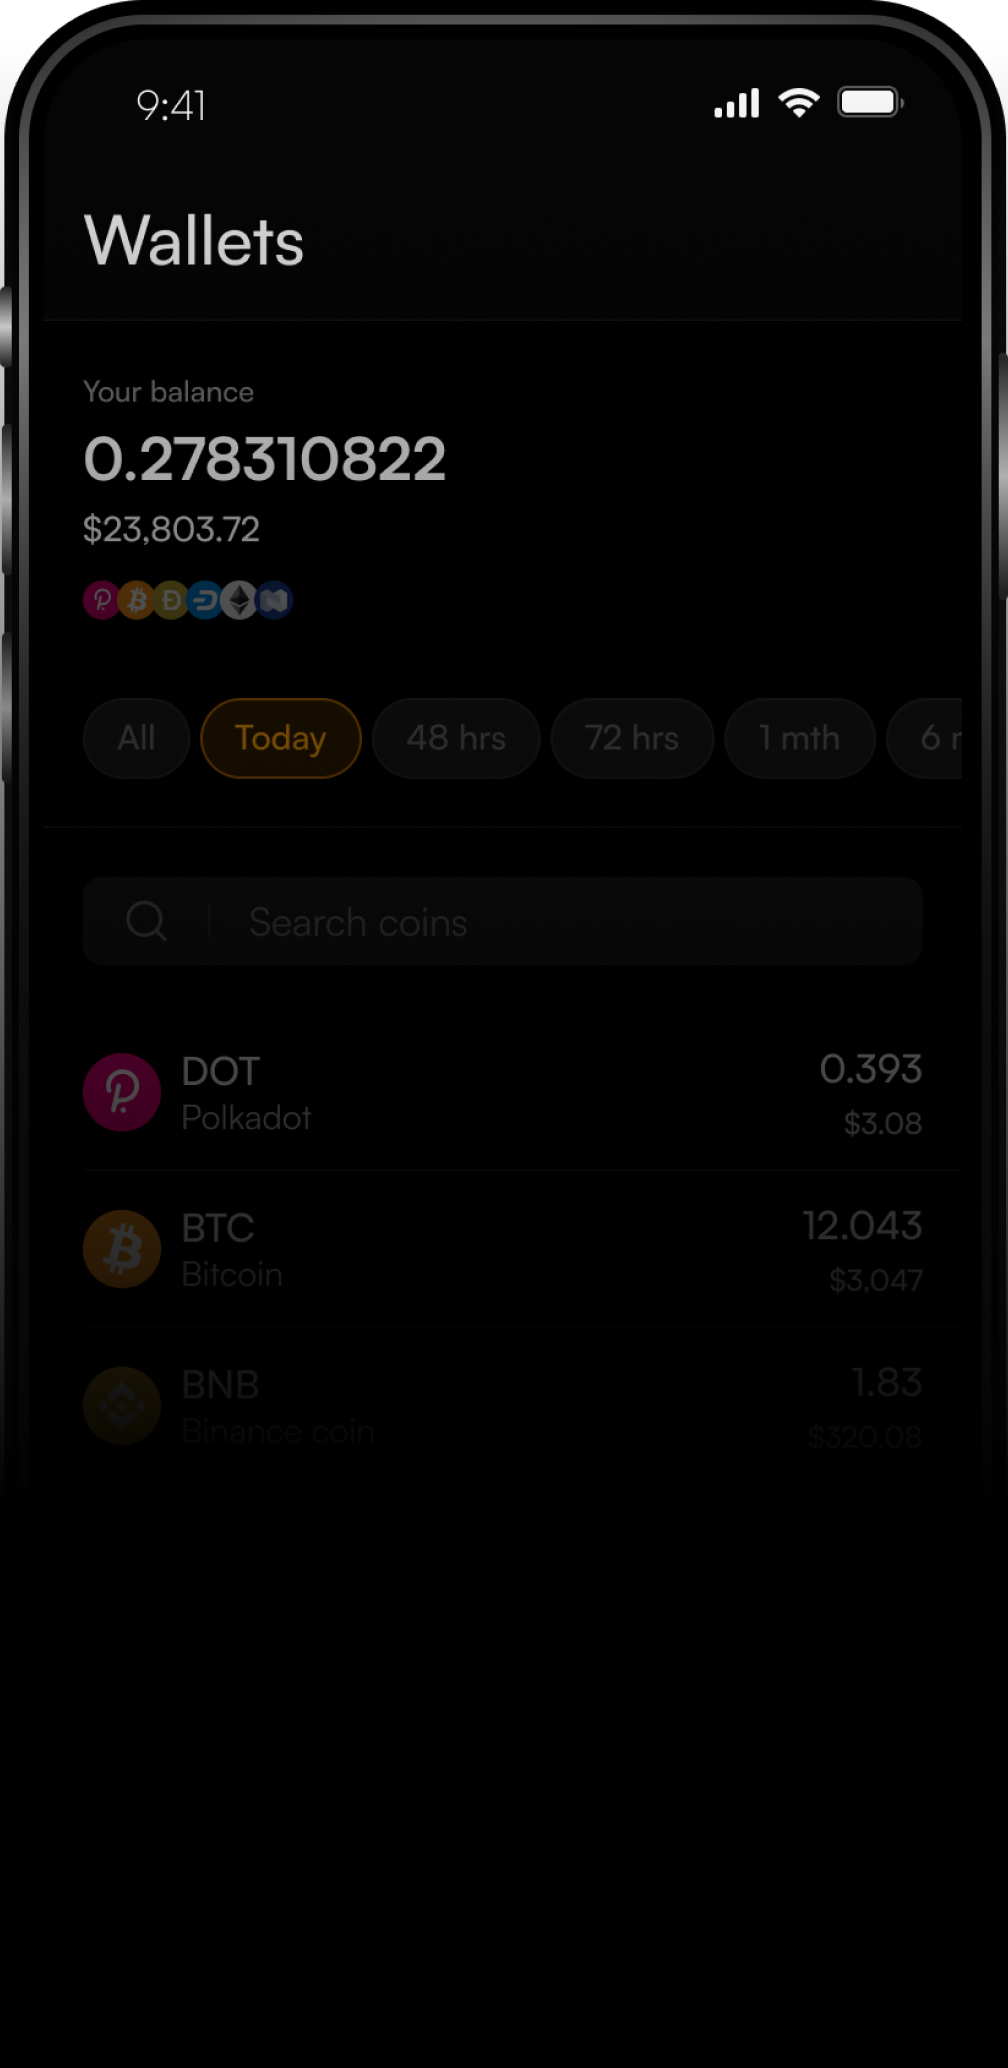 9:41
Wallets
Your balance
0.278310822
$23,803.72
All Today 48 hrs 72 hrs 1 mth 6
Search coins
DOT 0.393
Polkadot $3.08
BTC 12.043
Bitcoin $3,047
BNB 1.83
Binance coin $320.08